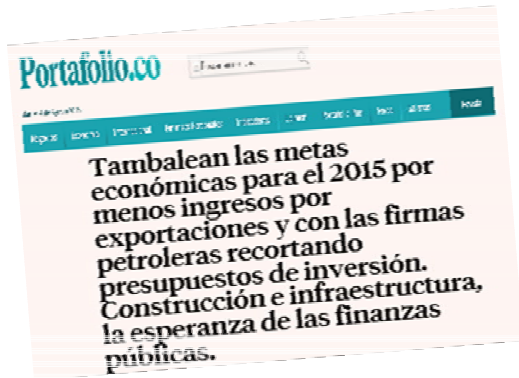 Portafolio.co
Tambalean las metas
económicas para el 2015 por
menos ingresos por
exportaciones y con las firmas
petroleras recortando
presupuestos de inversión.
Construcción e infraestructura,
la esperanza de las finanzas
públicas.